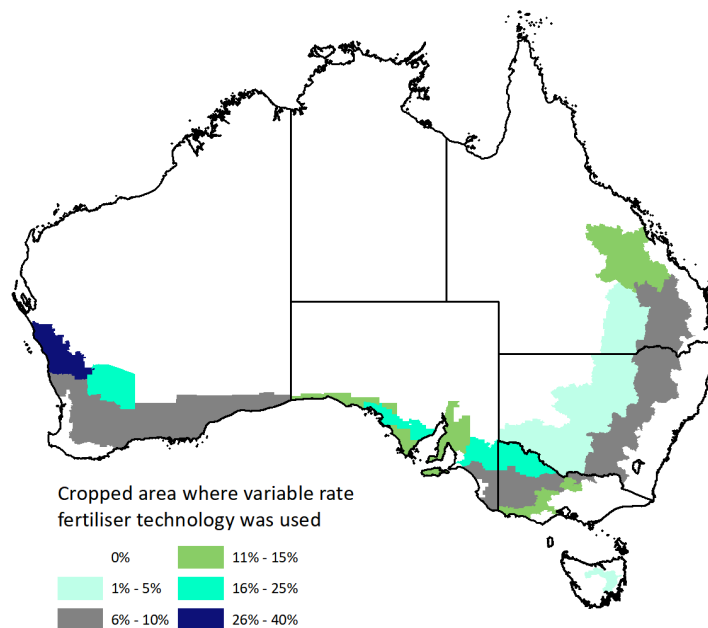 Cropped area where variable rate
fertiliser technology was used
0% 11% - 15%
1% - 5% 16% - 25%
6% - 10% 26% - 40%